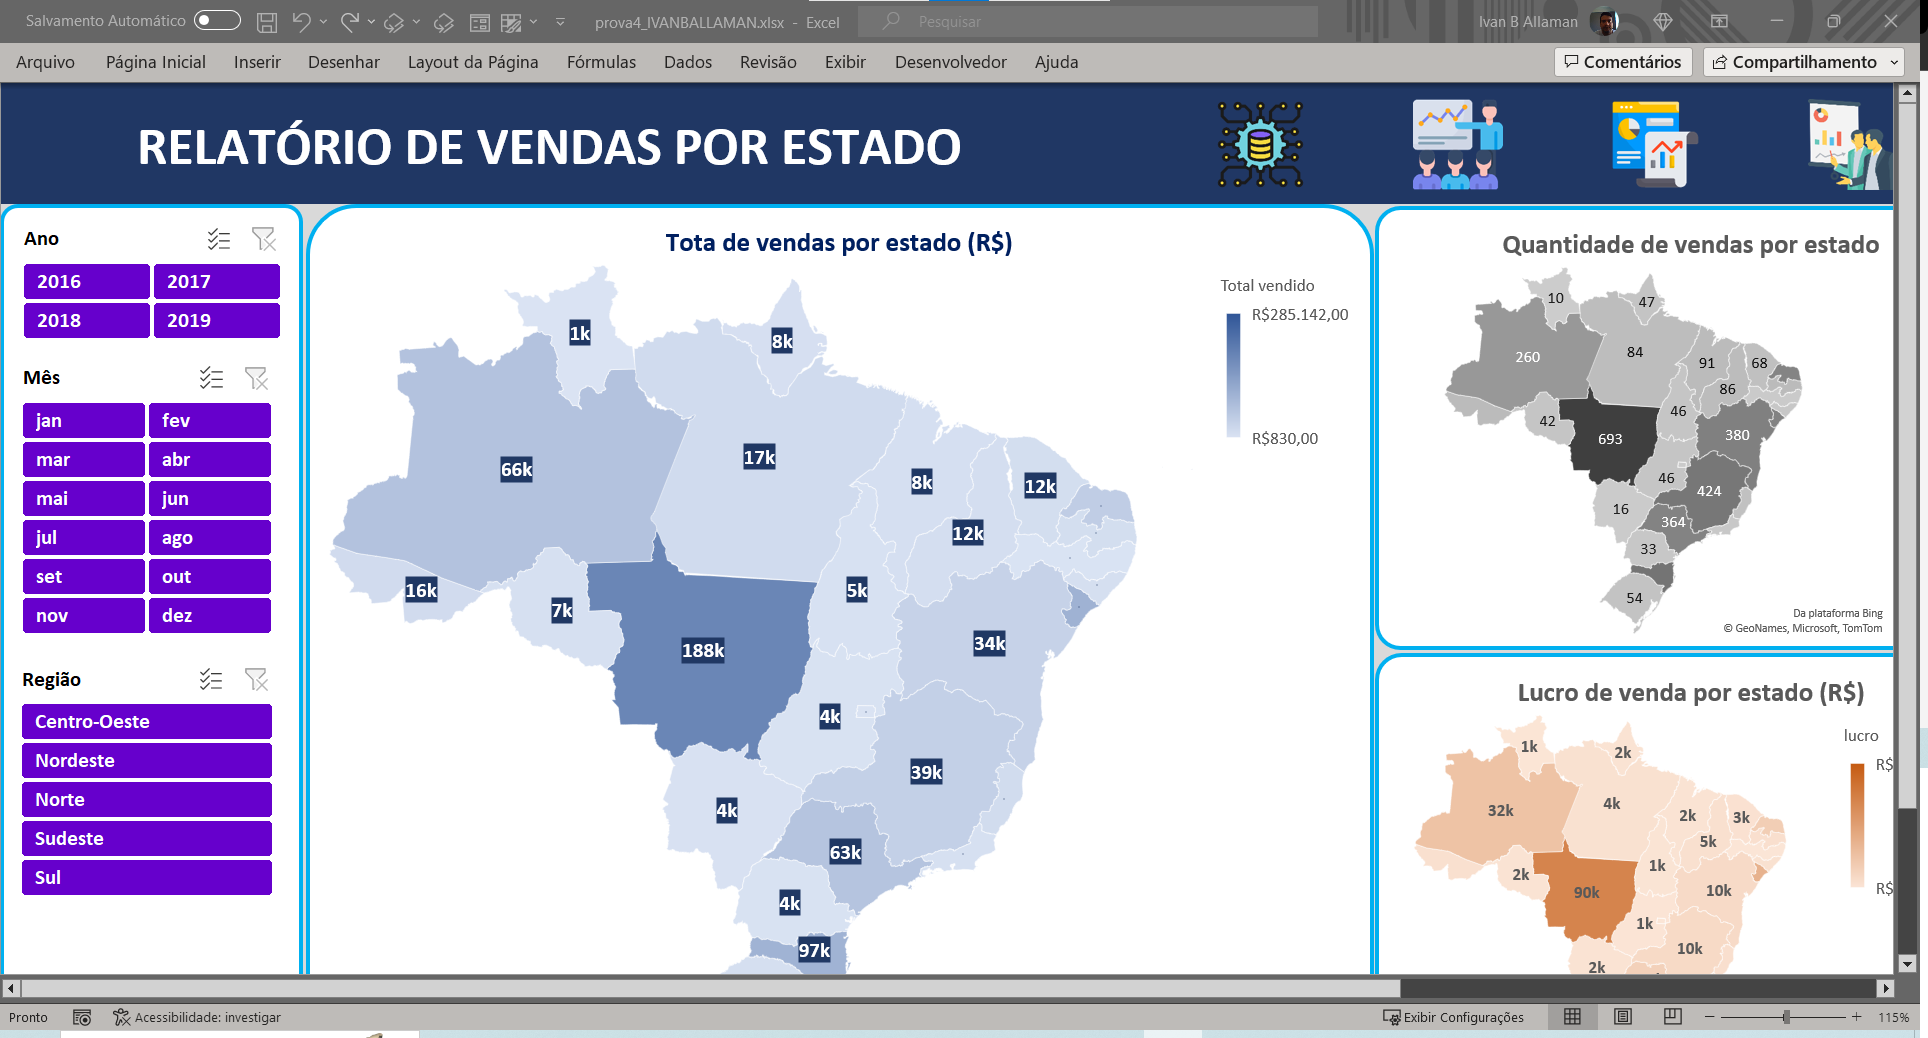 Salvamento Automático
prova4_IVANBALLAMAN.xlsx - Excel
Pesquisar
Ivan B Allaman
Arquivo Página Inicial Inserir Desenhar Layout da Página Fórmulas Dados Revisão Exibir Desenvolvedor Ajuda
Comentários
Compartilhamento
RELATÓRIO DE VENDAS POR ESTADO
Ano
2016 2017
2018 2019
Mês
jan fev
mar abr
mai jun
jul ago
set out
nov dez
Região
Centro-Oeste
Nordeste
Norte
Sudeste
Sul
Tota de vendas por estado (R$)
Total vendido
R$285.142,00
R$830,00
1k
8k
66k
17k
8k
12k
12k
16k
7k
5k
188k
34k
4k
39k
4k
63k
4k
97k
Quantidade de vendas por estado
10
47
260
84
91
68
86
42
46
693
380
46
424
16
364
33
54
Da plataforma Bing
© GeoNames, Microsoft, TomTom
Lucro de venda por estado (R$)
lucro
R$
R$
1k
2k
32k
4k
2k
3k
5k
2k
1k
90k
10k
1k
10k
2k
Pronto
Acessibilidade: investigar
Exibir Configurações
115%